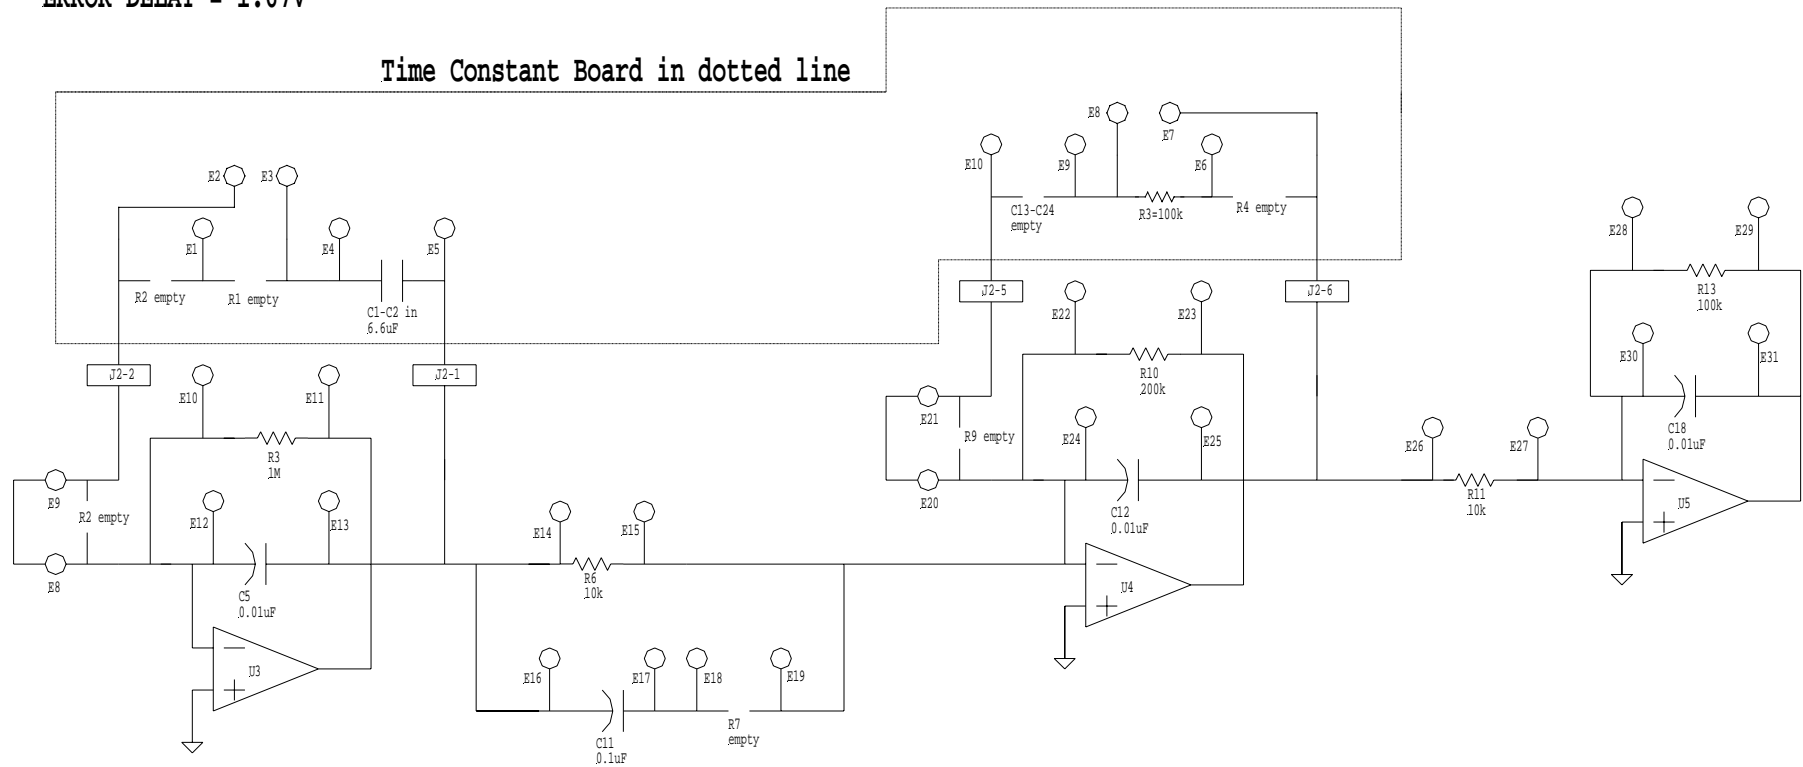 ERROR DELAY = 1.07V
Time Constant Board in dotted line
E8
E7
E10
E9
E6
E2
E3
C13-C24
empty
R3=100k
R4 empty
E28
E29
E1
E4
E5
R2 empty
R1 empty
C1-C2 in
6.6uF
J2-5
J2-6
R13
100k
E22
E23
E30
E31
J2-2
J2-1
R10
200k
E10
E11
E21
R9 empty
E24
E25
E26
E27
C18
0.01uF
R3
1M
E9
R2 empty
E12
E13
E20
C12
0.01uF
R11
10k
U5
E14
E15
E8
C5
0.01uF
R6
10k
U4
U3
E16
E17
E18
E19
C11
0.1uF
R7
empty